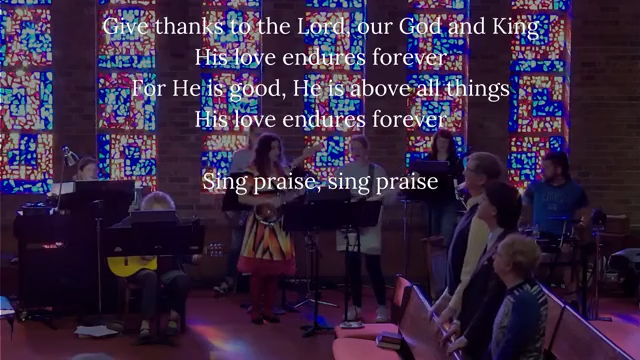 Give thanks to the Lord, our God and King
His love endures forever
For He is good, He is above all things
His love endures forever
Sing praise, sing praise